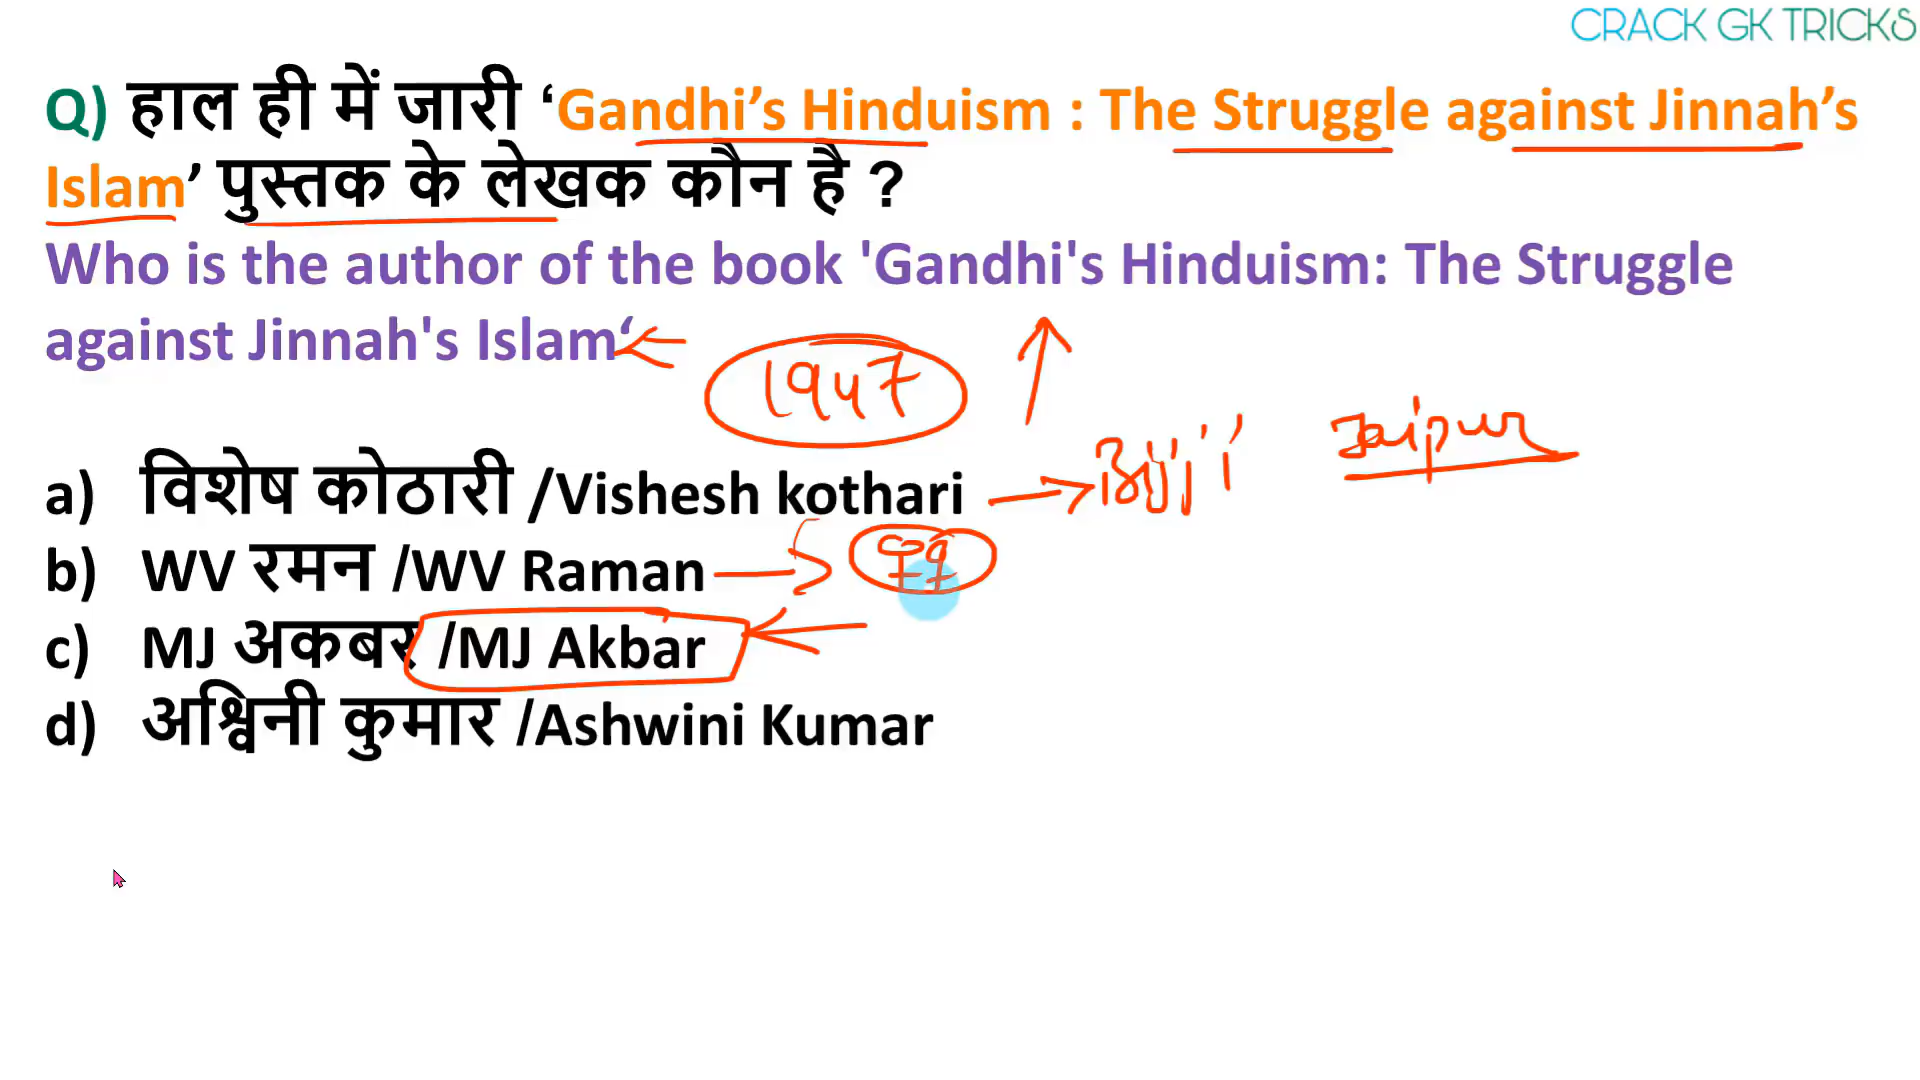 CRACK GK TRICKS
Q) हाल ही में जारी ‘Gandhi’s Hinduism : The Struggle against Jinnah’s
Islam’ पुस्तक के लेखक कौन है ?
Who is the author of the book 'Gandhi's Hinduism: The Struggle
against Jinnah's Islam‘
1947
Jaipur
a) विशेष कोठारी /Vishesh kothari Bijji
b) WV रमन /WV Raman
c) MJ अकबर /MJ Akbar
d) अश्विनी कुमार /Ashwini Kumar